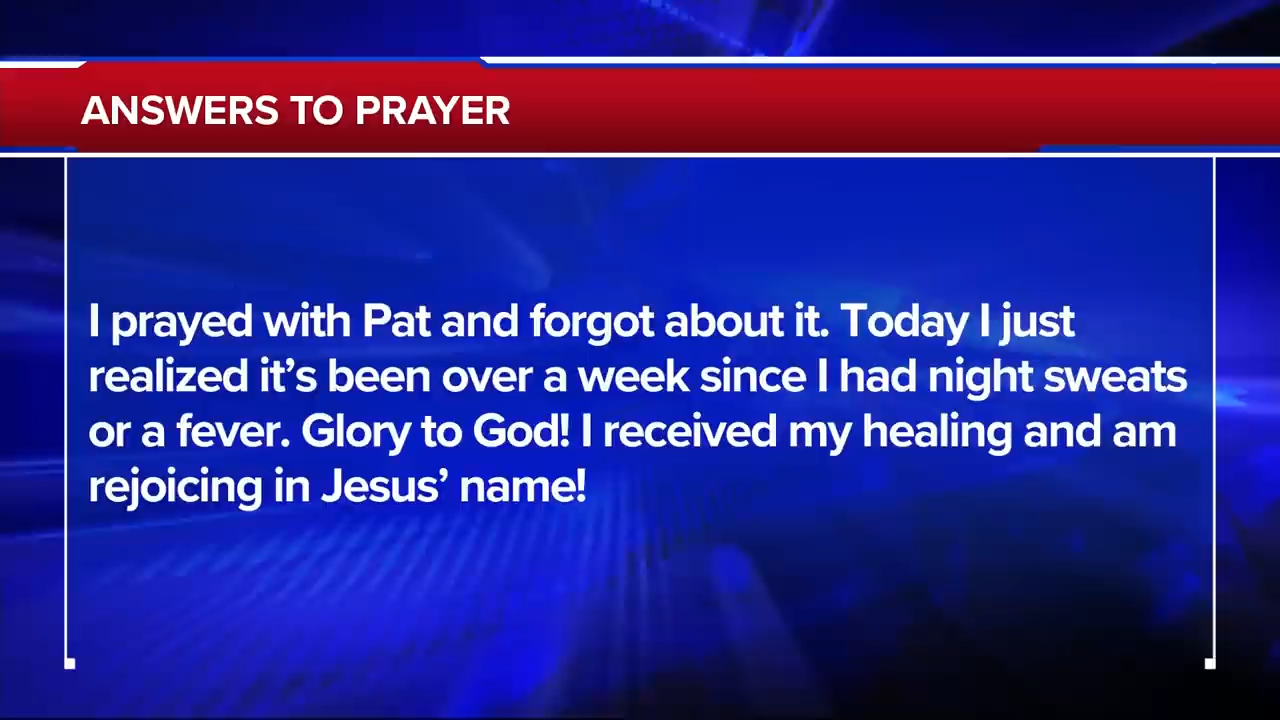 ANSWERS TO PRAYER
I prayed with Pat and forgot about it. Today I just
realized it’s been over a week since I had night sweats
or a fever. Glory to God! I received my healing and am
rejoicing in Jesus’ name!